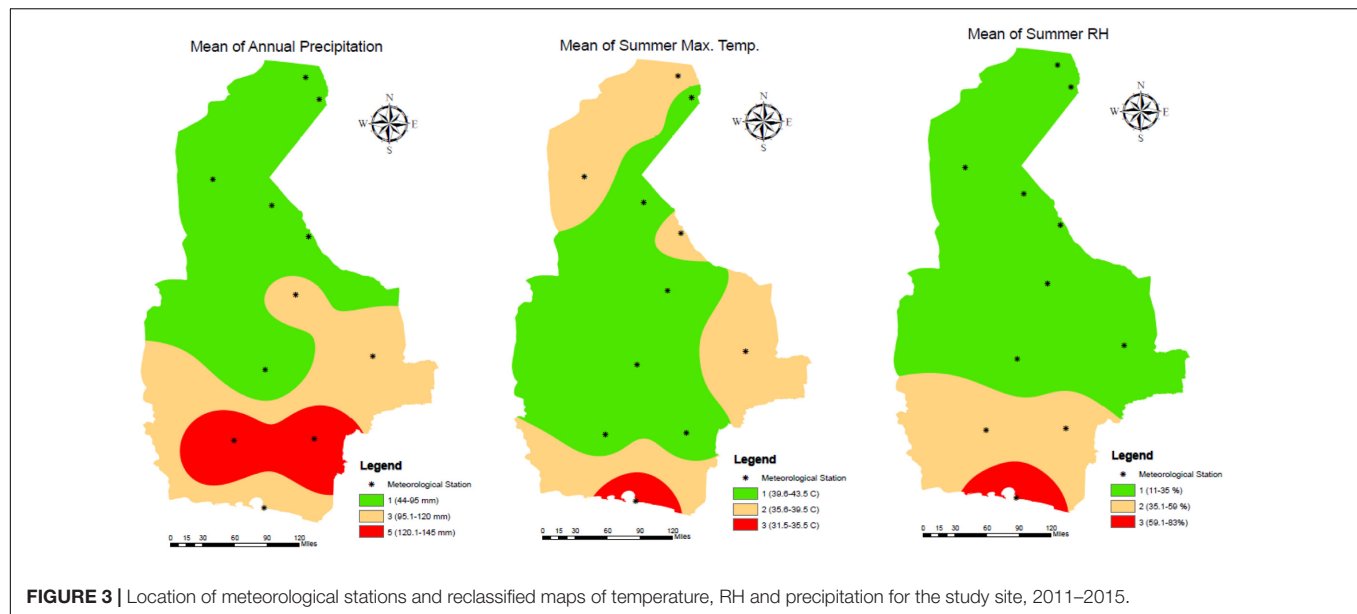 Mean of Annual Precipitation
N
W E
S
Legend
Meteorological Station
1 (44-95 mm)
3 (95.1-120 mm)
5 (120.1-145 mm)
0 15 30 60 90 120
Miles
Mean of Summer Max. Temp.
N
W E
S
Legend
Meteorological Station
1 (39.6-43.5 C)
2 (35.6-39.5 C)
3 (31.5-35.5 C)
0 15 30 60 90 120
Miles
Mean of Summer RH
N
W E
S
Legend
Meteorological Station
1 (11-35 %)
2 (35.1-59 %)
3 (59.1-83%)
0 15 30 60 90 120
Miles
FIGURE 3 | Location of meteorological stations and reclassified maps of temperature, RH and precipitation for the study site, 2011–2015.